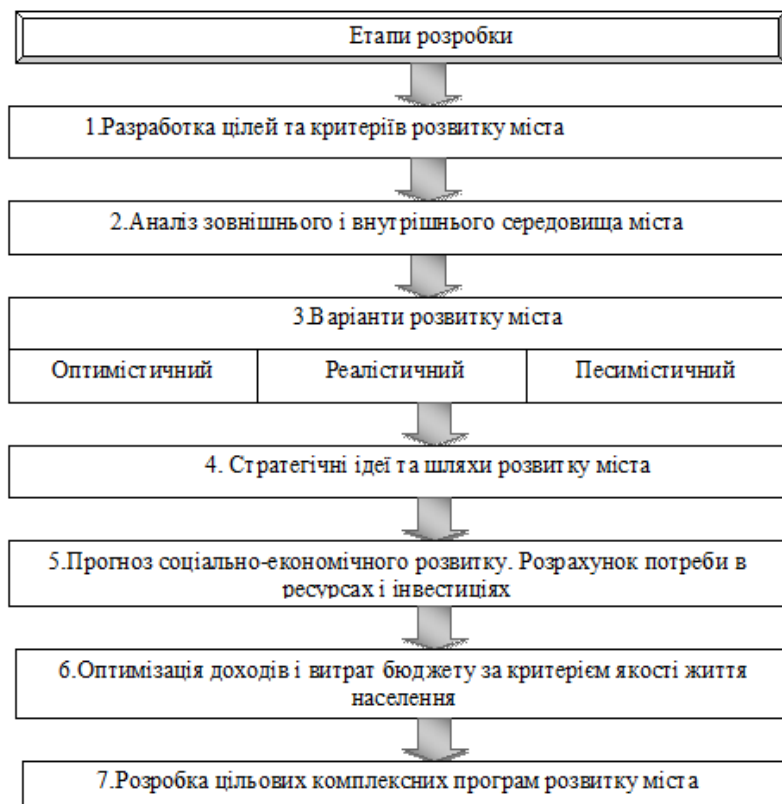 Етапи розробки
1.Разработка цілей та критеріїв розвитку міста
2.Аналіз зовнішнього і внутрішнього середовища міста
3.Варіанти розвитку міста
Оптимістичний Реалістичний Песимістичний
4. Стратегічні ідеї та шляхи розвитку міста
5.Прогноз соціально-економічного розвитку. Розрахунок потреби в
ресурсах і інвестиціях
6.Оптимізація доходів і витрат бюджету за критерієм якості життя
населення
7.Розробка цільових комплексних програм розвитку міста